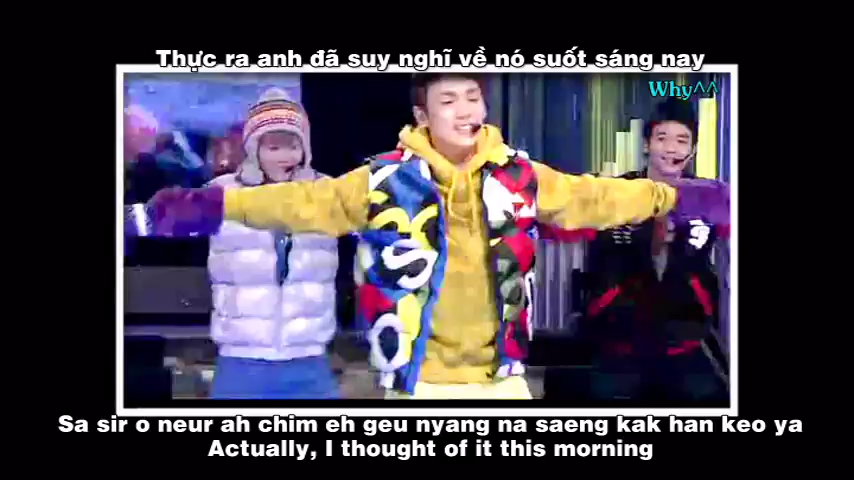 Thực ra anh đã suy nghĩ về nó suốt sáng nay
Why^^
Sa sir o neur ah chim eh geu nyang na saeng kak han keo ya
Actually, I thought of it this morning